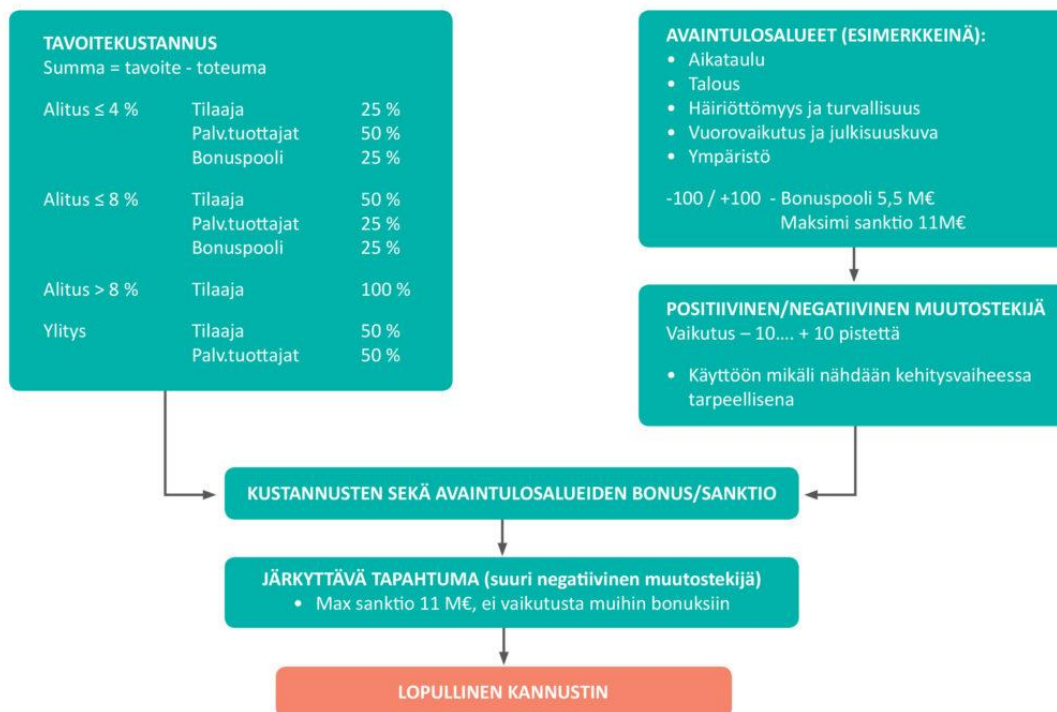 TAVOITEKUSTANNUS
Summa = tavoite - toteuma
Alitus ≤ 4 % Tilaaja 25 %
Palv.tuottajat 50 %
Bonuspooli 25 %
Alitus ≤ 8 % Tilaaja 50 %
Palv.tuottajat 25 %
Bonuspooli 25 %
Alitus > 8 % Tilaaja 100 %
Ylitys Tilaaja 50 %
Palv.tuottajat 50 %
AVAINTULOSALUEET (ESIMERKKEINÄ):
• Aikataulu
• Talous
• Häiriöttömyys ja turvallisuus
• Vuorovaikutus ja julkisuuskuva
• Ympäristö
-100 / +100 - Bonuspooli 5,5 M€
Maksimi sanktio 11M€
POSITIIVINEN/NEGATIIVINEN MUUTOSTEKIJÄ
Vaikutus – 10.... + 10 pistettä
• Käyttöön mikäli nähdään kehitysvaiheessa
tarpeellisena
KUSTANNUSTEN SEKÄ AVAINTULOSALUEIDEN BONUS/SANKTIO
JÄRKYTTÄVÄ TAPAHTUMA (suuri negatiivinen muutostekijä)
• Max sanktio 11 M€, ei vaikutusta muihin bonuksiin
LOPULLINEN KANNUSTIN